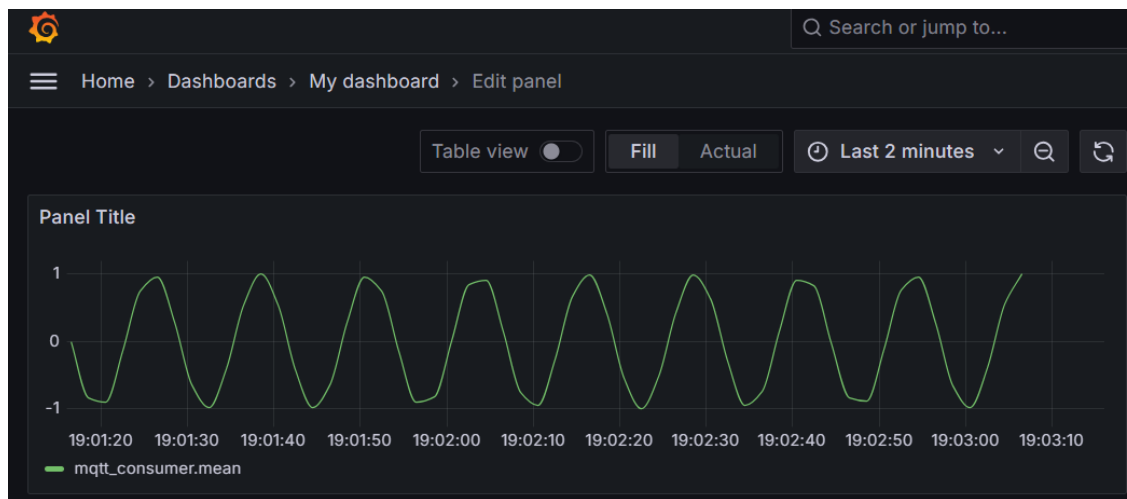 Search or jump to...
Home › Dashboards › My dashboard › Edit panel
Table view Fill Actual Last 2 minutes
Panel Title
1
0
-1
19:01:20 19:01:30 19:01:40 19:01:50 19:02:00 19:02:10 19:02:20 19:02:30 19:02:40 19:02:50 19:03:00 19:03:10
mqtt_consumer.mean